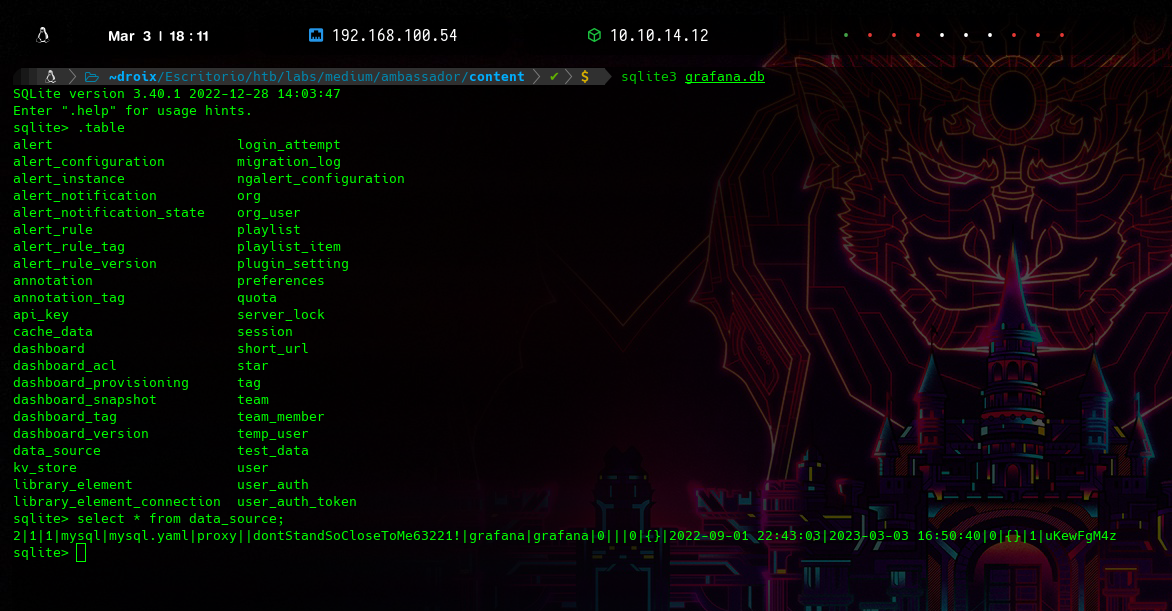 Mar 3 | 18 : 11 192.168.100.54 10.10.14.12
~droix/Escritorio/htb/labs/medium/ambassador/content ✔ $ sqlite3 grafana.db
SQLite version 3.40.1 2022-12-28 14:03:47
Enter ".help" for usage hints.
sqlite> .table
alert login_attempt
alert_configuration migration_log
alert_instance ngalert_configuration
alert_notification org
alert_notification_state org_user
alert_rule playlist
alert_rule_tag playlist_item
alert_rule_version plugin_setting
annotation preferences
annotation_tag quota
api_key server_lock
cache_data session
dashboard short_url
dashboard_acl star
dashboard_provisioning tag
dashboard_snapshot team
dashboard_tag team_member
dashboard_version temp_user
data_source test_data
kv_store user
library_element user_auth
library_element_connection user_auth_token
sqlite> select * from data_source;
2|1|1|mysql|mysql.yaml|proxy||dontStandSoCloseToMe63221!|grafana|grafana|0|||0|{}|2022-09-01 22:43:03|2023-03-03 16:50:40|0|{}|1|uKewFgM4z
sqlite>